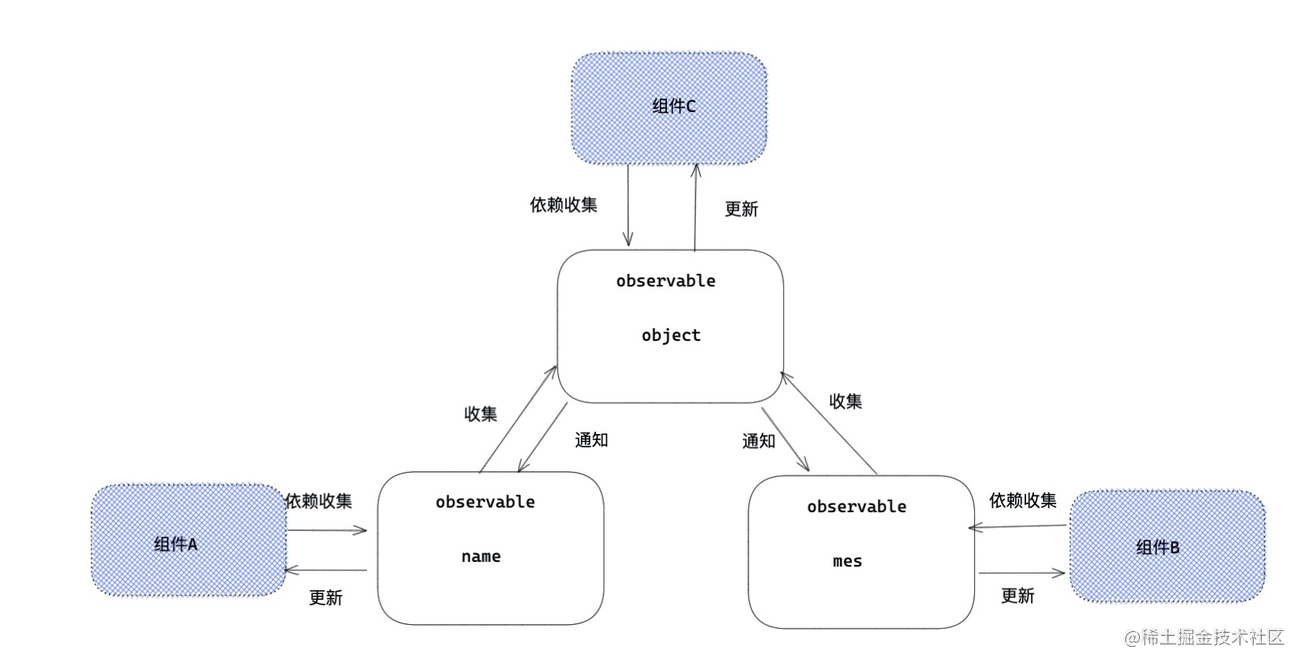 组件C
依赖收集
更新
observable
object
收集
通知
通知
收集
组件A
依赖收集
更新
observable
name
observable
mes
依赖收集
更新
组件B
@稀土掘金技术社区